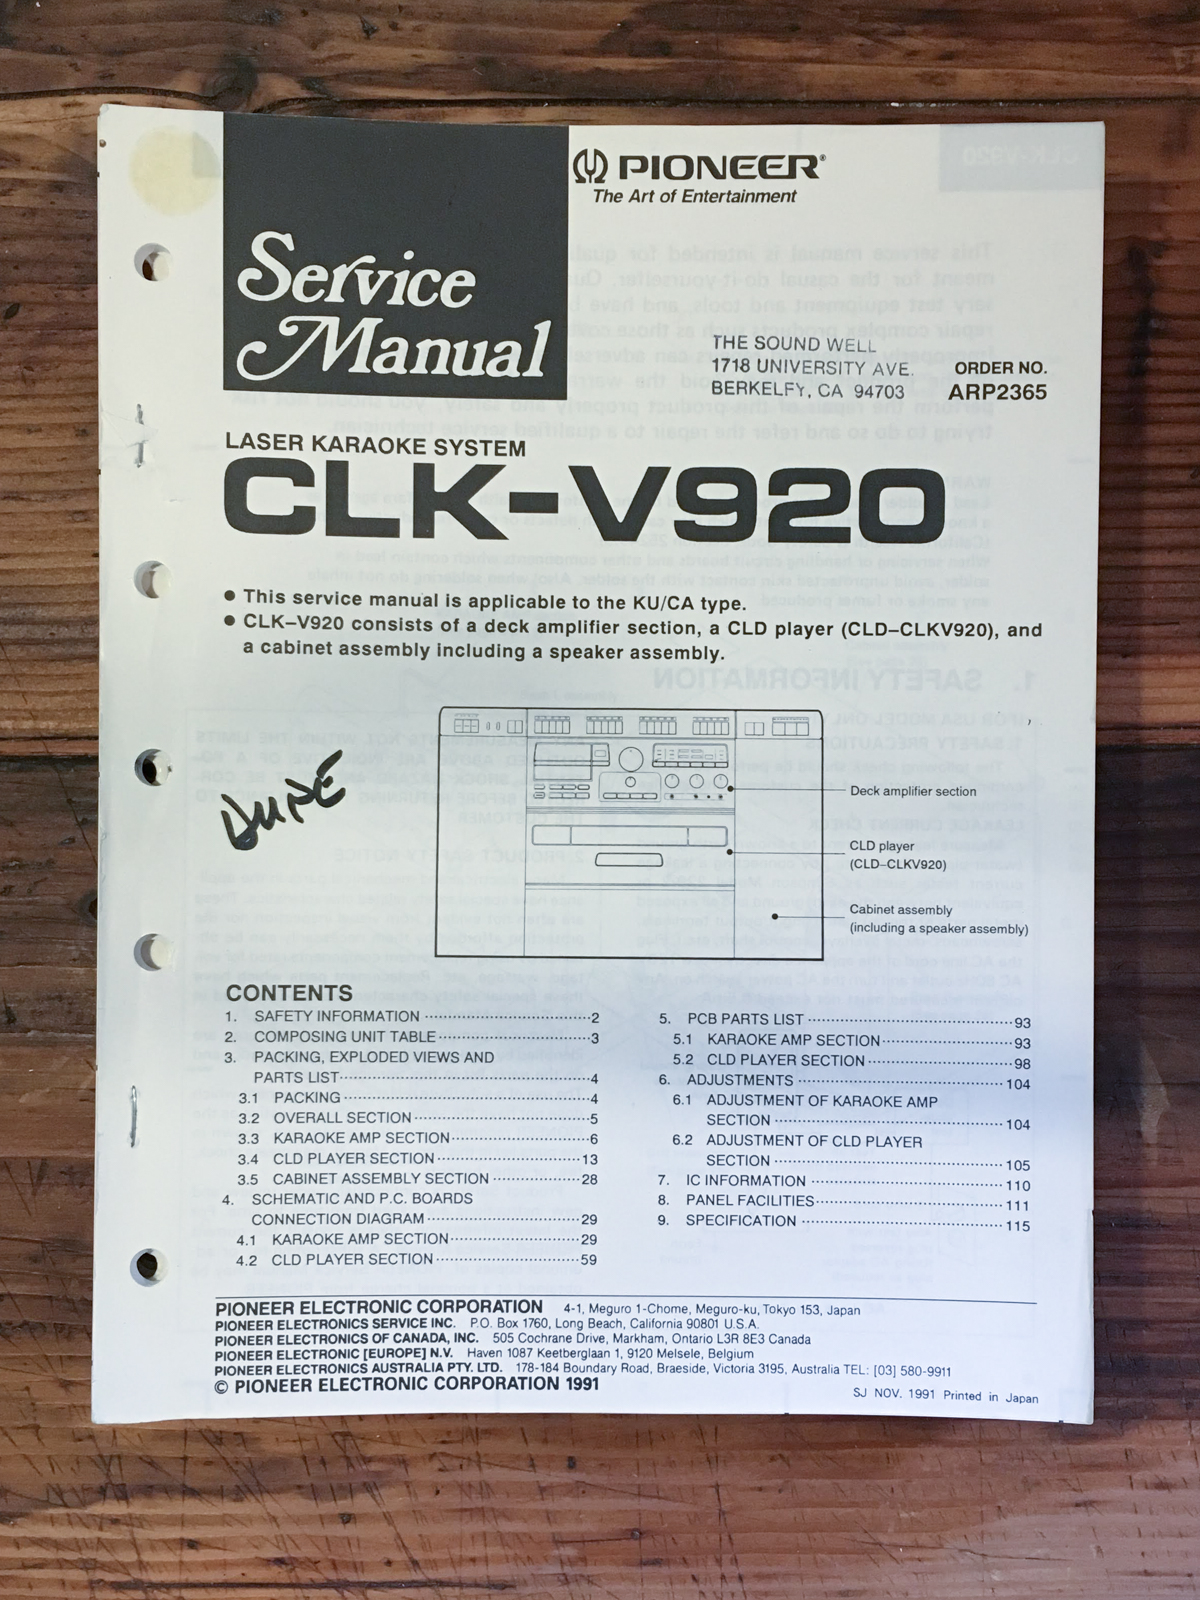 Service
Manual
PIONEER®
The Art of Entertainment
THE SOUND WELL
1718 UNIVERSITY AVE.
BERKELFY, CA 94703
ORDER NO.
ARP2365
LASER KARAOKE SYSTEM
CLK-V920
● This service manual is applicable to the KU/CA type.
● CLK–V920 consists of a deck amplifier section, a CLD player (CLD–CLKV920), and
a cabinet assembly including a speaker assembly.
Deck amplifier section
CLD player
(CLD–CLKV920)
Cabinet assembly
(including a speaker assembly)
CONTENTS
1. SAFETY INFORMATION 2
2. COMPOSING UNIT TABLE 3
3. PACKING, EXPLODED VIEWS AND
PARTS LIST 4
3.1 PACKING 4
3.2 OVERALL SECTION 5
3.3 KARAOKE AMP SECTION 6
3.4 CLD PLAYER SECTION 13
3.5 CABINET ASSEMBLY SECTION 28
4. SCHEMATIC AND P.C. BOARDS
CONNECTION DIAGRAM 29
4.1 KARAOKE AMP SECTION 29
4.2 CLD PLAYER SECTION 59
5. PCB PARTS LIST 93
5.1 KARAOKE AMP SECTION 93
5.2 CLD PLAYER SECTION 98
6. ADJUSTMENTS 104
6.1 ADJUSTMENT OF KARAOKE AMP
SECTION 104
6.2 ADJUSTMENT OF CLD PLAYER
SECTION 105
7. IC INFORMATION 110
8. PANEL FACILITIES 111
9. SPECIFICATION 115
PIONEER ELECTRONIC CORPORATION 4-1, Meguro 1-Chome, Meguro-ku, Tokyo 153, Japan
PIONEER ELECTRONICS SERVICE INC. P.O. Box 1760, Long Beach, California 90801 U.S.A.
PIONEER ELECTRONICS OF CANADA, INC. 505 Cochrane Drive, Markham, Ontario L3R 8E3 Canada
PIONEER ELECTRONIC [EUROPE] N.V. Haven 1087 Keetberglaan 1, 9120 Melsele, Belgium
PIONEER ELECTRONICS AUSTRALIA PTY. LTD. 178-184 Boundary Road, Braeside, Victoria 3195, Australia TEL: [03] 580-9911
© PIONEER ELECTRONIC CORPORATION 1991
SJ NOV. 1991 Printed in Japan